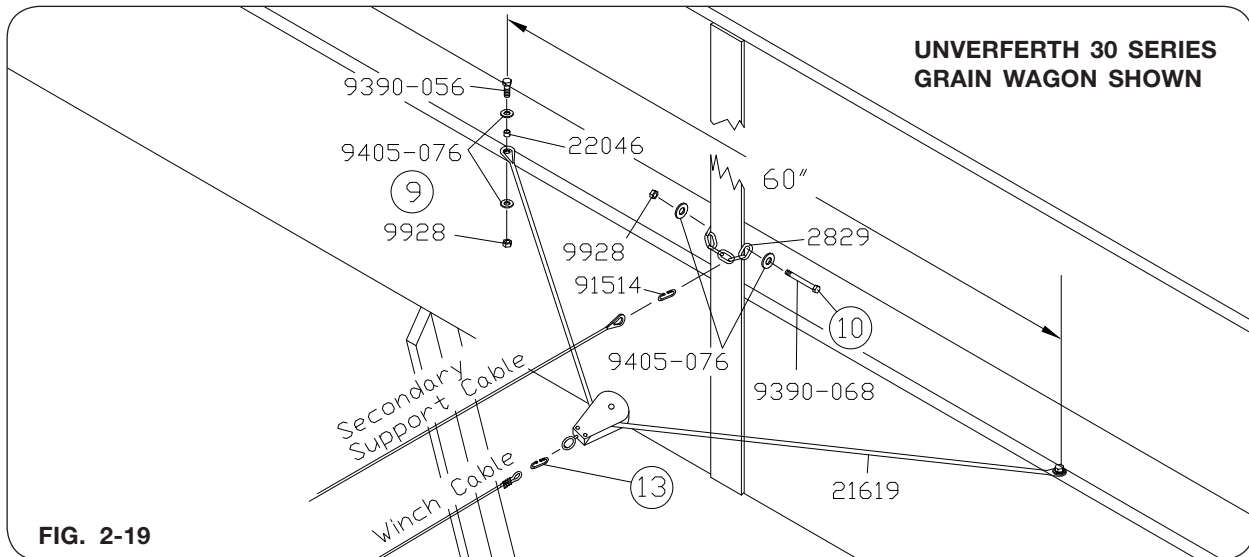 UNVERFERTH 30 SERIES
GRAIN WAGON SHOWN
9390-056
22046
9405-076
9
9928
60"
2829
9928
91514
10
9405-076
9390-068
Secondary
Support Cable
Winch Cable
13
21619
FIG. 2-19